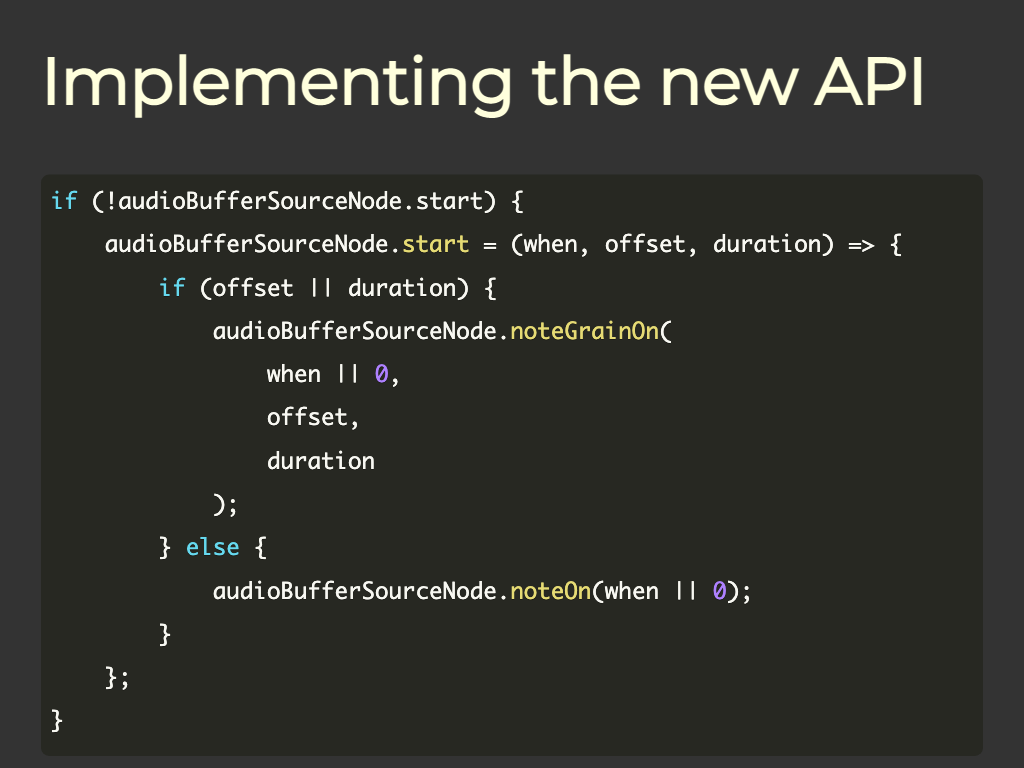 Implementing the new API
if (!audioBufferSourceNode.start) {
    audioBufferSourceNode.start = (when, offset, duration) => {
        if (offset || duration) {
            audioBufferSourceNode.noteGrainOn(
                when || 0,
                offset,
                duration
            );
        } else {
            audioBufferSourceNode.noteOn(when || 0);
        }
    };
}